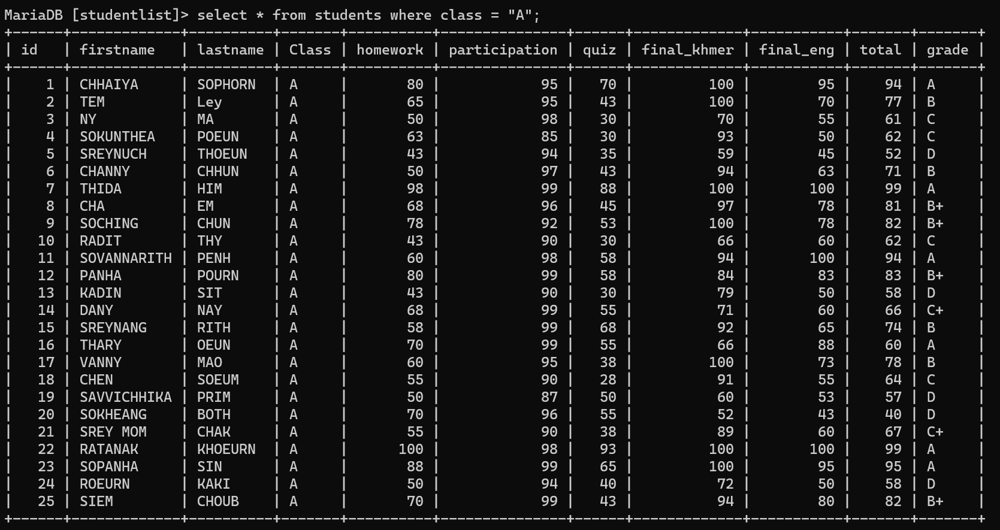 MariaDB [studentlist]> select * from students where class = "A";
+------+-------------+----------+-------+----------+---------------+------+-------------+-----------+-------+-------+
| id   | firstname   | lastname | Class | homework | participation | quiz | final_khmer | final_eng | total | grade |
+------+-------------+----------+-------+----------+---------------+------+-------------+-----------+-------+-------+
|    1 | CHHAIYA     | SOPHORN  | A     |       80 |            95 |   70 |         100 |        95 |    94 | A     |
|    2 | TEM         | Ley      | A     |       65 |            95 |   43 |         100 |        70 |    77 | B     |
|    3 | NY          | MA       | A     |       50 |            98 |   30 |          70 |        55 |    61 | C     |
|    4 | SOKUNTHEA   | POEUN    | A     |       63 |            85 |   30 |          93 |        50 |    62 | C     |
|    5 | SREYNUCH    | THOEUN   | A     |       43 |            94 |   35 |          59 |        45 |    52 | D     |
|    6 | CHANNY      | CHHUN    | A     |       50 |            97 |   43 |          94 |        63 |    71 | B     |
|    7 | THIDA       | HIM      | A     |       98 |            99 |   88 |         100 |       100 |    99 | A     |
|    8 | CHA         | EM       | A     |       68 |            96 |   45 |          97 |        78 |    81 | B+    |
|    9 | SOCHING     | CHUN     | A     |       78 |            92 |   53 |         100 |        78 |    82 | B+    |
|   10 | RADIT       | THY      | A     |       43 |            90 |   30 |          66 |        60 |    62 | C     |
|   11 | SOVANNARITH | PENH     | A     |       60 |            98 |   58 |          94 |       100 |    94 | A     |
|   12 | PANHA       | POURN    | A     |       80 |            99 |   58 |          84 |        83 |    83 | B+    |
|   13 | KADIN       | SIT      | A     |       43 |            90 |   30 |          79 |        50 |    58 | D     |
|   14 | DANY        | NAY      | A     |       68 |            99 |   55 |          71 |        60 |    66 | C+    |
|   15 | SREYNANG    | RITH     | A     |       58 |            99 |   68 |          92 |        65 |    74 | B     |
|   16 | THARY       | OEUN     | A     |       70 |            99 |   55 |          66 |        88 |    60 | A     |
|   17 | VANNY       | MAO      | A     |       60 |            95 |   38 |         100 |        73 |    78 | B     |
|   18 | CHEN        | SOEUM    | A     |       55 |            90 |   28 |          91 |        55 |    64 | C     |
|   19 | SAVVICHHIKA | PRIM     | A     |       50 |            87 |   50 |          60 |        53 |    57 | D     |
|   20 | SOKHEANG    | BOTH     | A     |       70 |            96 |   55 |          52 |        43 |    40 | D     |
|   21 | SREY MOM    | CHAK     | A     |       55 |            90 |   38 |          89 |        60 |    67 | C+    |
|   22 | RATANAK     | KHOEURN  | A     |      100 |            98 |   93 |         100 |       100 |    99 | A     |
|   23 | SOPANHA     | SIN      | A     |       88 |            99 |   65 |         100 |        95 |    95 | A     |
|   24 | ROEURN      | KAKI     | A     |       50 |            94 |   40 |          72 |        50 |    58 | D     |
|   25 | SIEM        | CHOUB    | A     |       70 |            99 |   43 |          94 |        80 |    82 | B+    |
+------+-------------+----------+-------+----------+---------------+------+-------------+-----------+-------+-------+